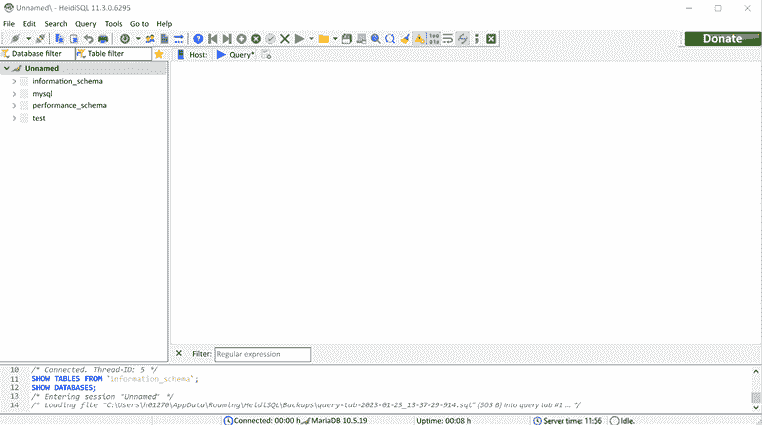 Unnamed\ - HeidiSQL 11.3.0.6295
File Edit Search Query Tools Go to Help
Donate
Database filter Table filter Host: Query*
Unnamed
information_schema
mysql
performance_schema
test
Filter: Regular expression
10 /* Connected. Thread-ID: 5 */
11 SHOW TABLES FROM `information_schema`;
12 SHOW DATABASES;
13 /* Entering session "Unnamed" */
14 /* Loading file "C:\Users\ AppData\Roaming\HeidiSQL\Backups\query-tab-2023-01-23_13-37-29-914.sql" (503 B) into query tab #1 … */
Connected: 00:00 h MariaDB 10.5.19 Uptime: 00:08 h Server time: 11:56 Idle.